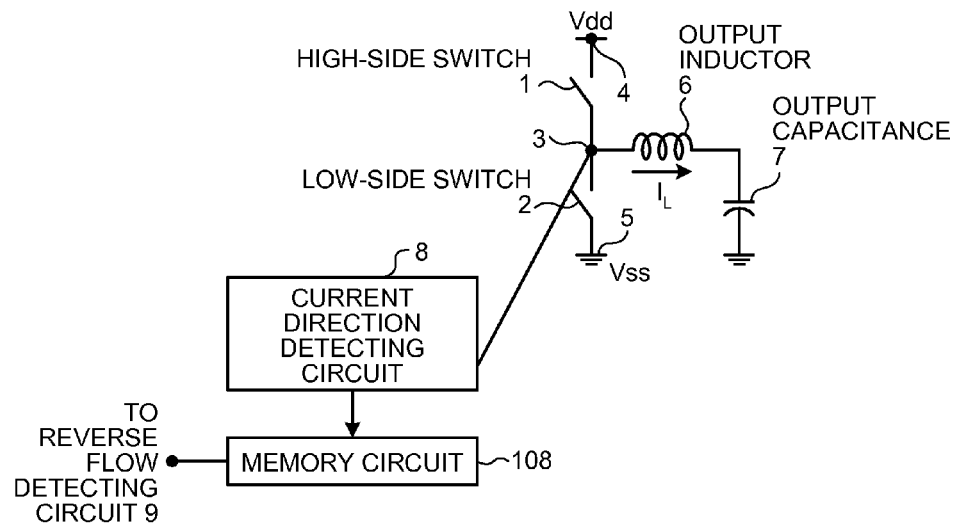 Vdd
HIGH-SIDE SWITCH
1
4
OUTPUT
INDUCTOR
6
OUTPUT
CAPACITANCE
7
3
LOW-SIDE SWITCH
2
I_L
5
Vss
8
CURRENT
DIRECTION
DETECTING
CIRCUIT
TO
REVERSE
FLOW
DETECTING
CIRCUIT 9
MEMORY CIRCUIT
108